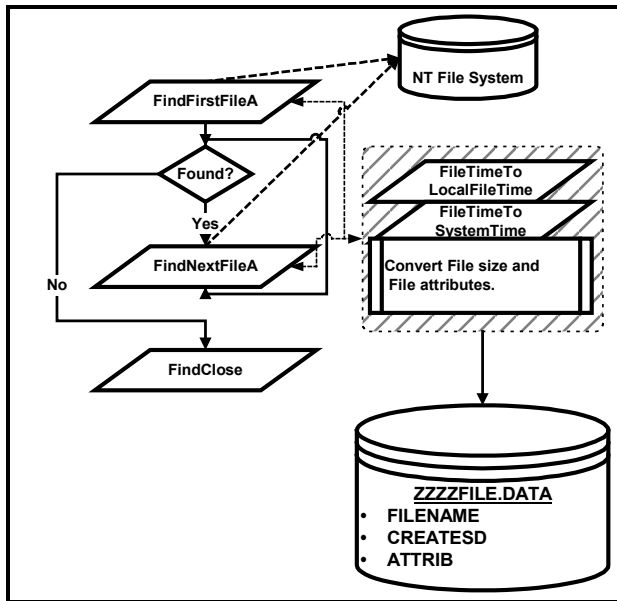 NT File System
FindFirstFileA
Found?
Yes
FindNextFileA
No
FindClose
FileTimeTo
LocalFileTime
FileTimeTo
SystemTime
Convert File size and
File attributes.
ZZZZFILE.DATA
• FILENAME
• CREATESD
• ATTRIB